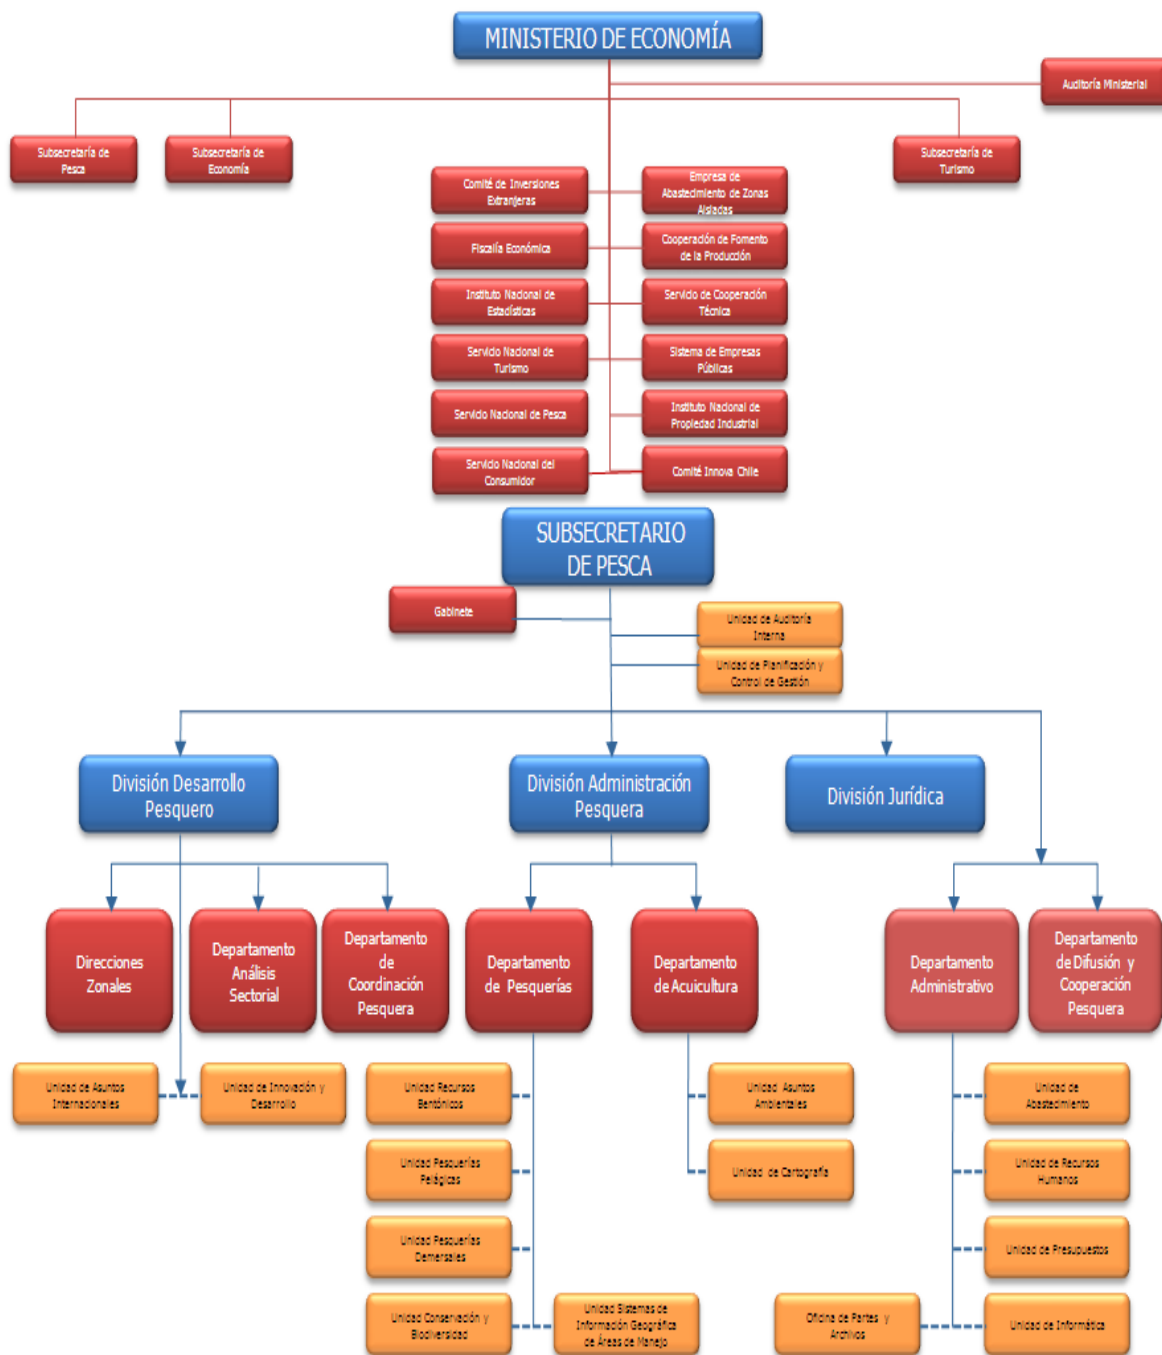 MINISTERIO DE ECONOMÍA
Auditoría Ministerial
Subsecretaría de
Pesca
Subsecretaría de
Economía
Subsecretaría de
Turismo
Comité de Inversiones
Extranjeras
Empresa de
Abastecimiento de Zonas
Aisladas
Fiscalía Económica
Cooperación de Fomento
de la Producción
Instituto Nacional de
Estadísticas
Servicio de Cooperación
Técnica
Servicio Nacional de
Turismo
Sistema de Empresas
Públicas
Servicio Nacional de Pesca
Instituto Nacional de
Propiedad Industrial
Servicio Nacional del
Consumidor
Comité Innova Chile
SUBSECRETARIO
DE PESCA
Gabinete
Unidad de Auditoría
Interna
Unidad de Planificación y
Control de Gestión
División Desarrollo
Pesquero
División Administración
Pesquera
División Jurídica
Direcciones
Zonales
Departamento
Análisis
Sectorial
Departamento
de
Coordinación
Pesquera
Departamento
de Pesquerías
Departamento
de Acuicultura
Departamento
Administrativo
Departamento
de Difusión y
Cooperación
Pesquera
Unidad de Asuntos
Internacionales
Unidad de Innovación y
Desarrollo
Unidad Recursos
Bentónicos
Unidad Asuntos
Ambientales
Unidad de
Abastecimiento
Unidad Pesquerías
Pelágicas
Unidad de Cartografía
Unidad de Recursos
Humanos
Unidad Pesquerías
Demersales
Unidad de Presupuestos
Unidad Conservación y
Biodiversidad
Unidad Sistemas de
Información Geográfica
de Áreas de Manejo
Oficina de Partes y
Archivos
Unidad de Informática